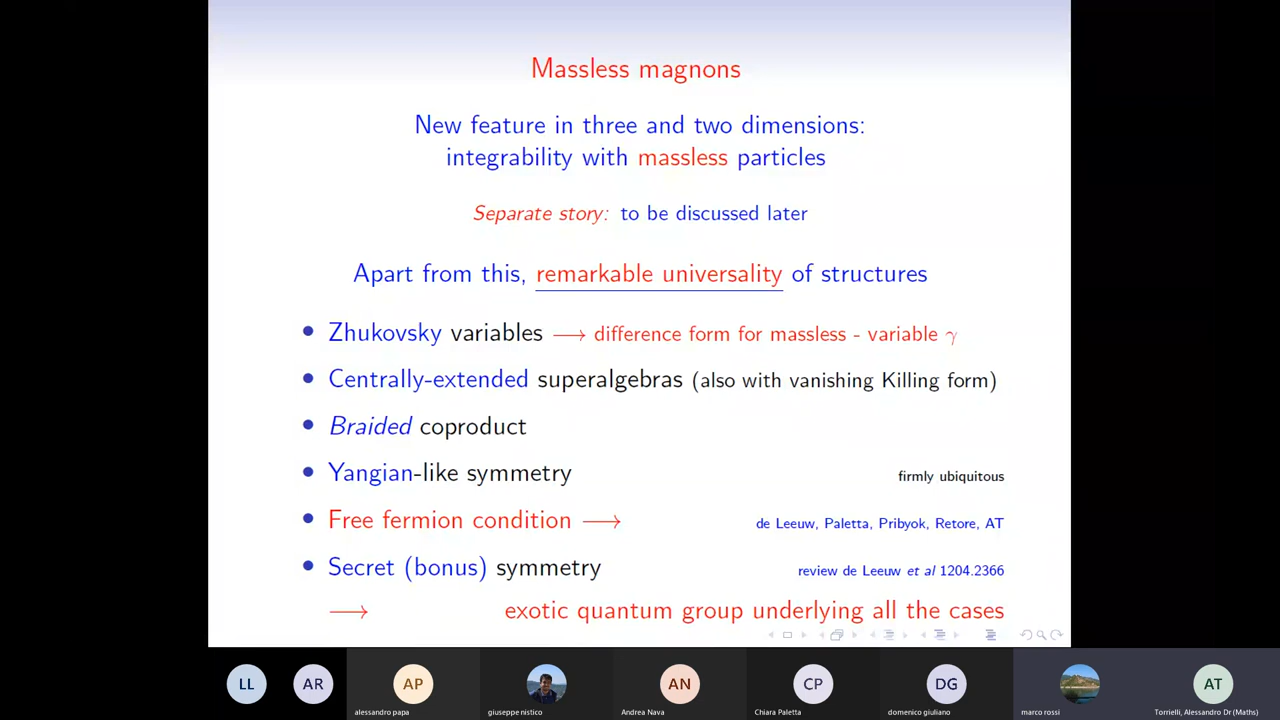 Massless magnons
New feature in three and two dimensions:
integrability with massless particles
Separate story: to be discussed later
Apart from this, remarkable universality of structures
• Zhukovsky variables ⟶ difference form for massless - variable γ
• Centrally-extended superalgebras (also with vanishing Killing form)
• Braided coproduct
• Yangian-like symmetry firmly ubiquitous
• Free fermion condition ⟶ de Leeuw, Paletta, Pribyok, Retore, AT
• Secret (bonus) symmetry review de Leeuw et al 1204.2366
⟶ exotic quantum group underlying all the cases
LL AR AP AN CP DG AT
alessandro papa giuseppe nistico Andrea Nava Chiara Paletta domenico giuliano marco rossi Torrielli, Alessandro Dr (Maths)